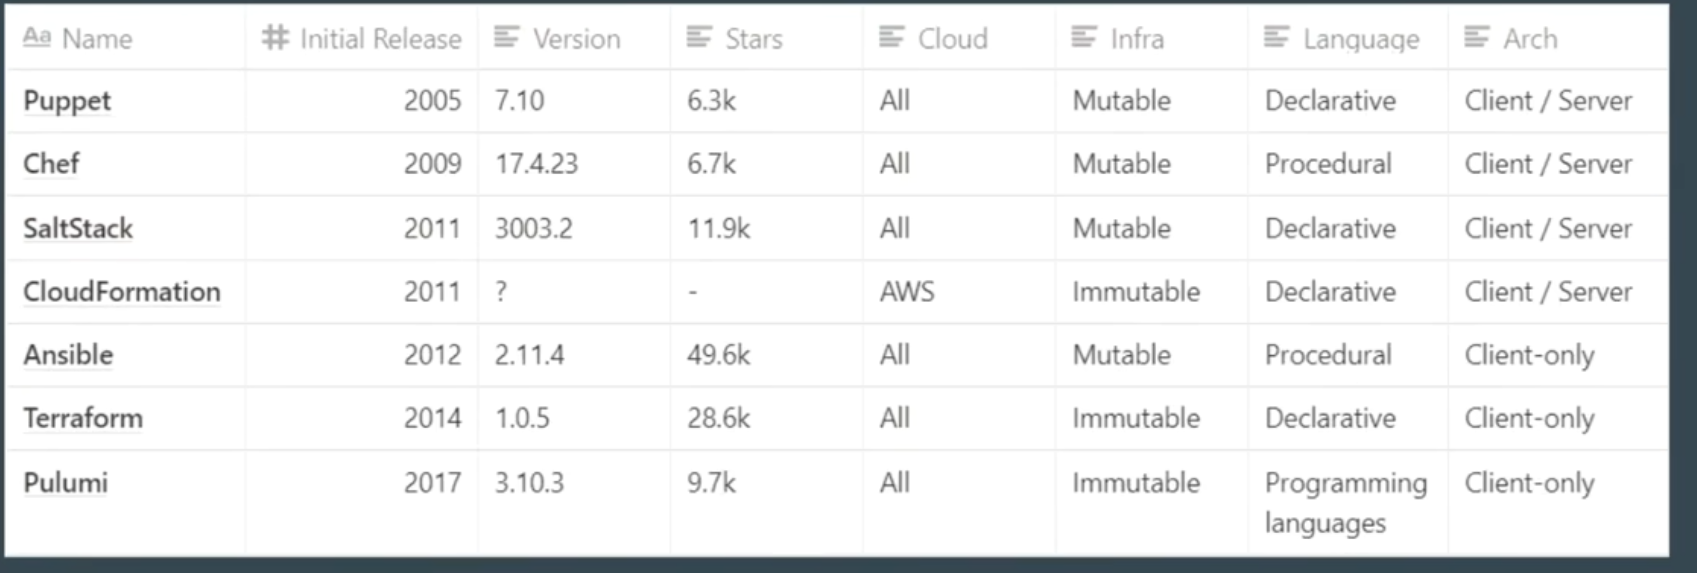 Aa Name # Initial Release Version Stars Cloud Infra Language Arch
Puppet 2005 7.10 6.3k All Mutable Declarative Client / Server
Chef 2009 17.4.23 6.7k All Mutable Procedural Client / Server
SaltStack 2011 3003.2 11.9k All Mutable Declarative Client / Server
CloudFormation 2011 ? - AWS Immutable Declarative Client / Server
Ansible 2012 2.11.4 49.6k All Mutable Procedural Client-only
Terraform 2014 1.0.5 28.6k All Immutable Declarative Client-only
Pulumi 2017 3.10.3 9.7k All Immutable Programming Client-only
languages